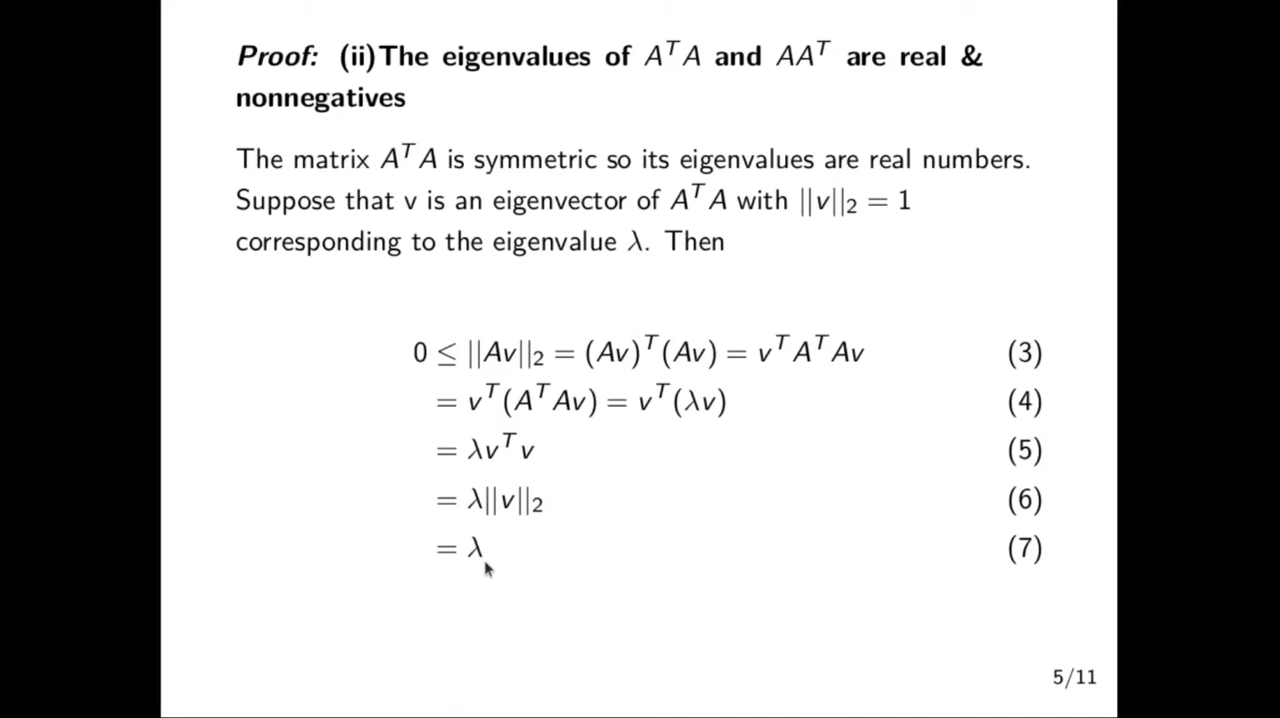 Proof: (ii)The eigenvalues of AᵀA and AAᵀ are real &
nonnegatives
The matrix AᵀA is symmetric so its eigenvalues are real numbers.
Suppose that v is an eigenvector of AᵀA with ||v||₂ = 1
corresponding to the eigenvalue λ. Then
0 ≤ ||Av||₂ = (Av)ᵀ(Av) = vᵀAᵀAv (3)
= vᵀ(AᵀAv) = vᵀ(λv) (4)
= λvᵀv (5)
= λ||v||₂ (6)
= λ (7)
5/11